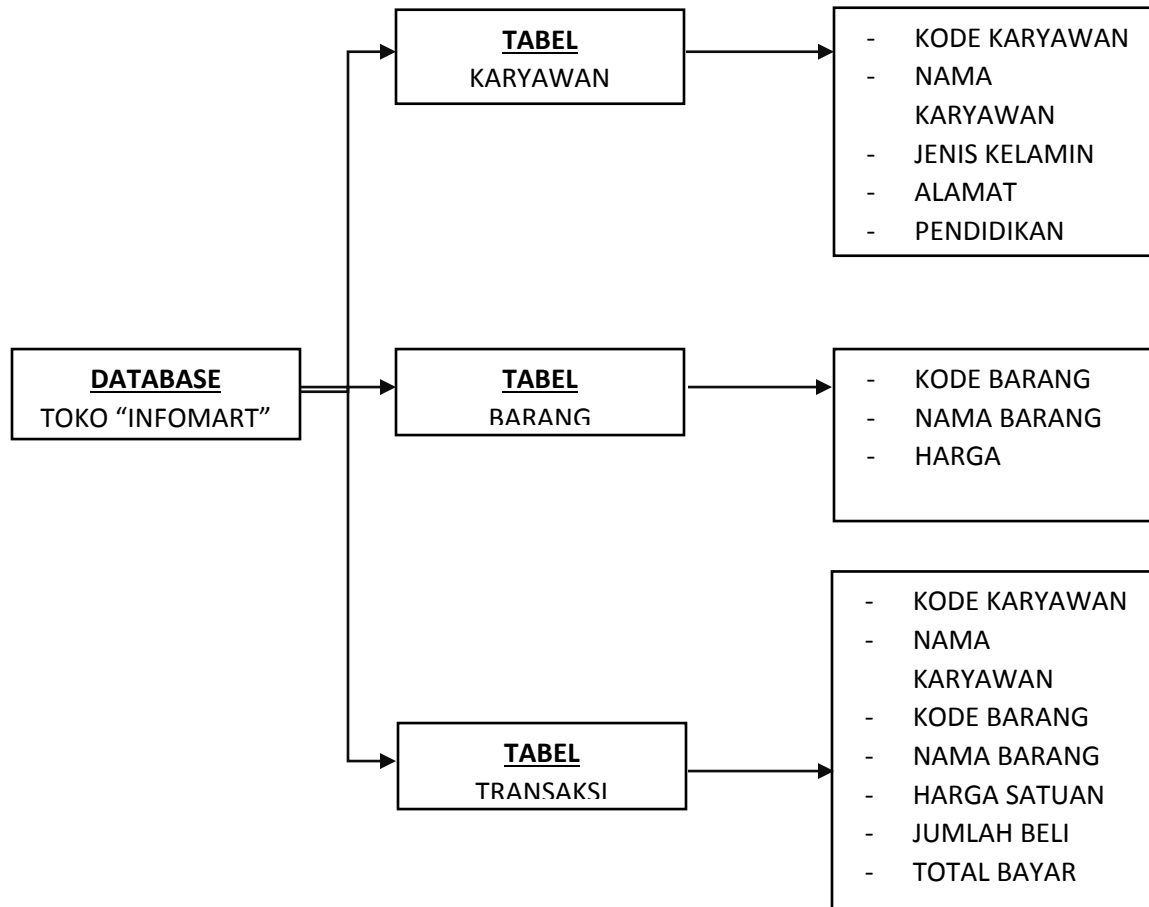 TABEL
KARYAWAN
- KODE KARYAWAN
- NAMA
KARYAWAN
- JENIS KELAMIN
- ALAMAT
- PENDIDIKAN
DATABASE
TOKO “INFOMART”
TABEL
BARANG
- KODE BARANG
- NAMA BARANG
- HARGA
TABEL
TRANSAKSI
- KODE KARYAWAN
- NAMA
KARYAWAN
- KODE BARANG
- NAMA BARANG
- HARGA SATUAN
- JUMLAH BELI
- TOTAL BAYAR